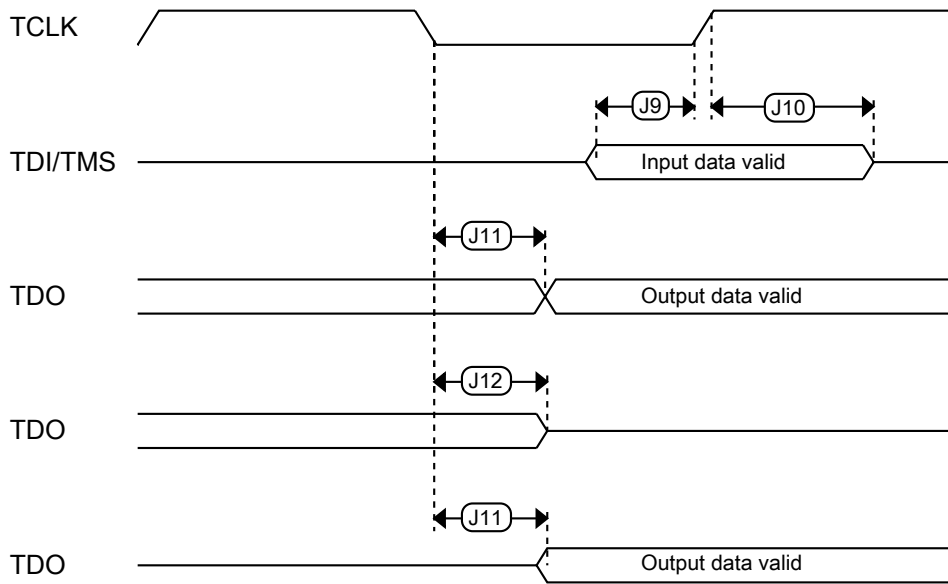 TCLK
J9
J10
TDI/TMS
Input data valid
J11
TDO
Output data valid
J12
TDO
J11
TDO
Output data valid